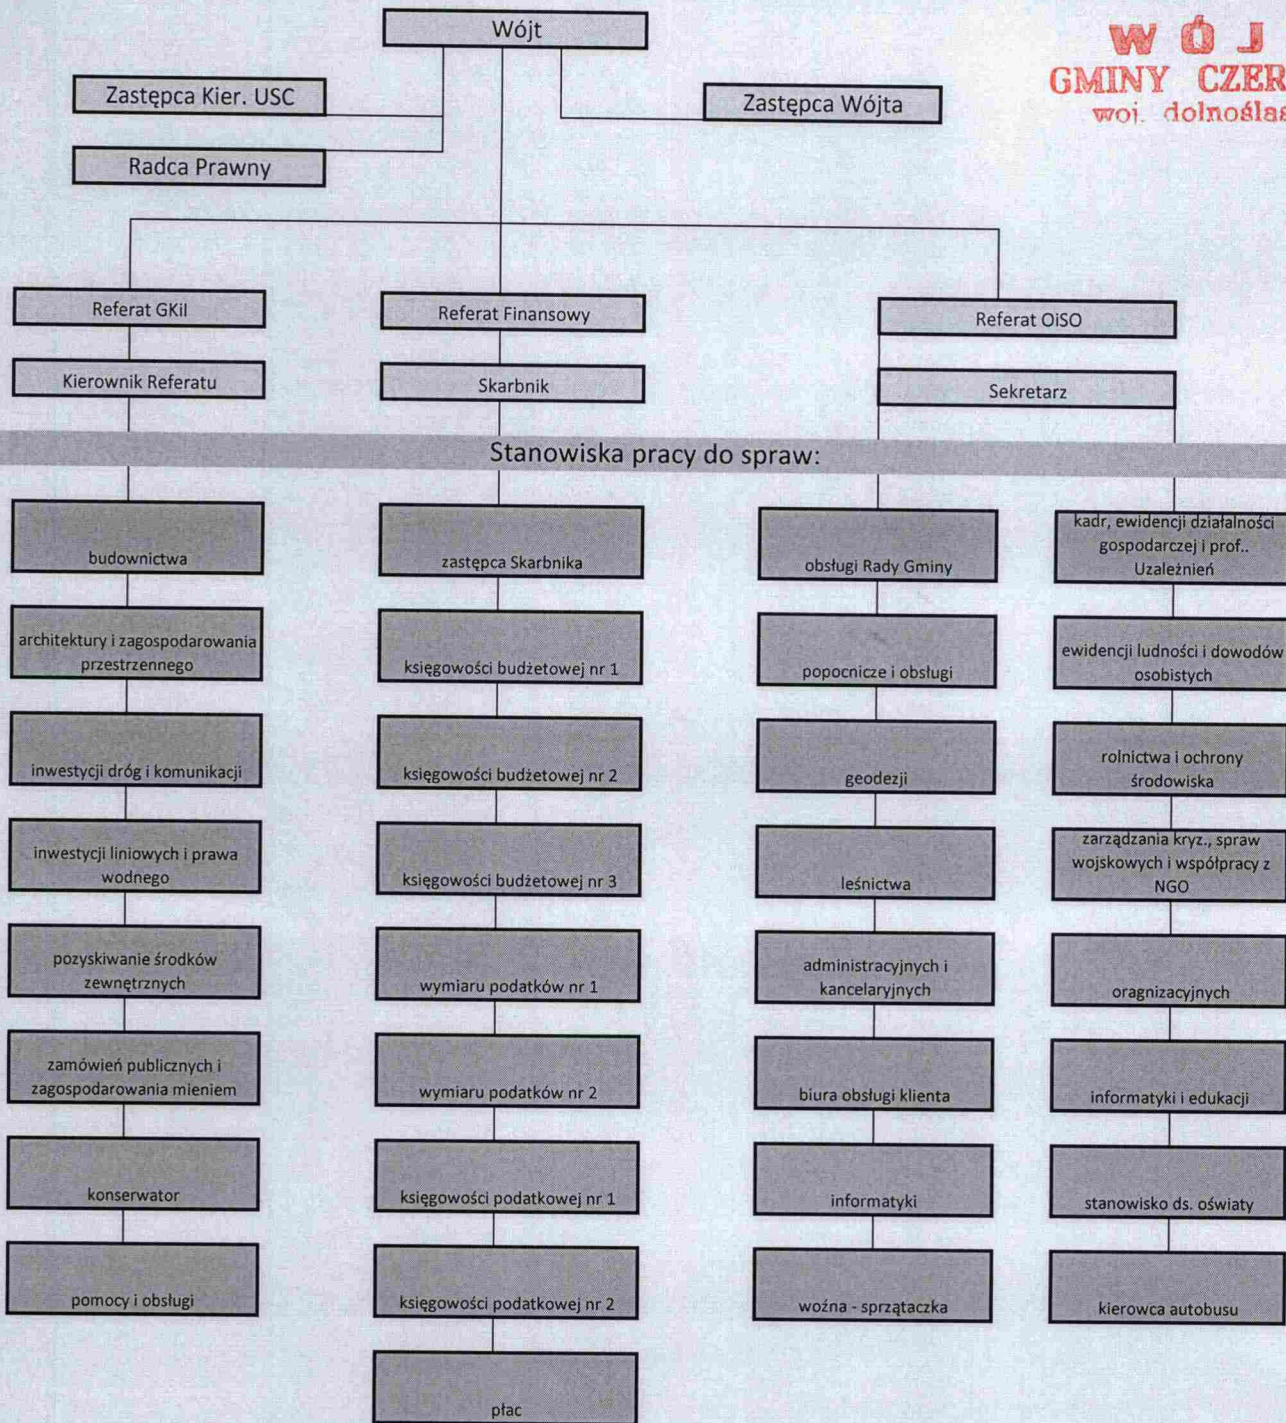 Wójt
W Ó J
GMINY CZER
woj. dolnoślas
Zastępca Kier. USC
Zastępca Wójta
Radca Prawny
Referat GKiI
Referat Finansowy
Referat OiSO
Kierownik Referatu
Skarbnik
Sekretarz
Stanowiska pracy do spraw:
budownictwa
architektury i zagospodarowania
przestrzennego
inwestycji dróg i komunikacji
inwestycji liniowych i prawa
wodnego
pozyskiwanie środków
zewnętrznych
zamówień publicznych i
zagospodarowania mieniem
konserwator
pomocy i obsługi
zastępca Skarbnika
księgowości budżetowej nr 1
księgowości budżetowej nr 2
księgowości budżetowej nr 3
wymiaru podatków nr 1
wymiaru podatków nr 2
księgowości podatkowej nr 1
księgowości podatkowej nr 2
płac
obsługi Rady Gminy
popocnicze i obsługi
geodezji
leśnictwa
administracyjnych i
kancelaryjnych
biura obsługi klienta
informatyki
woźna - sprzątaczka
kadr, ewidencji działalności
gospodarczej i prof..
Uzależnień
ewidencji ludności i dowodów
osobistych
rolnictwa i ochrony
środowiska
zarządzania kryz., spraw
wojskowych i współpracy z
NGO
oragnizacyjnych
informatyki i edukacji
stanowisko ds. oświaty
kierowca autobusu